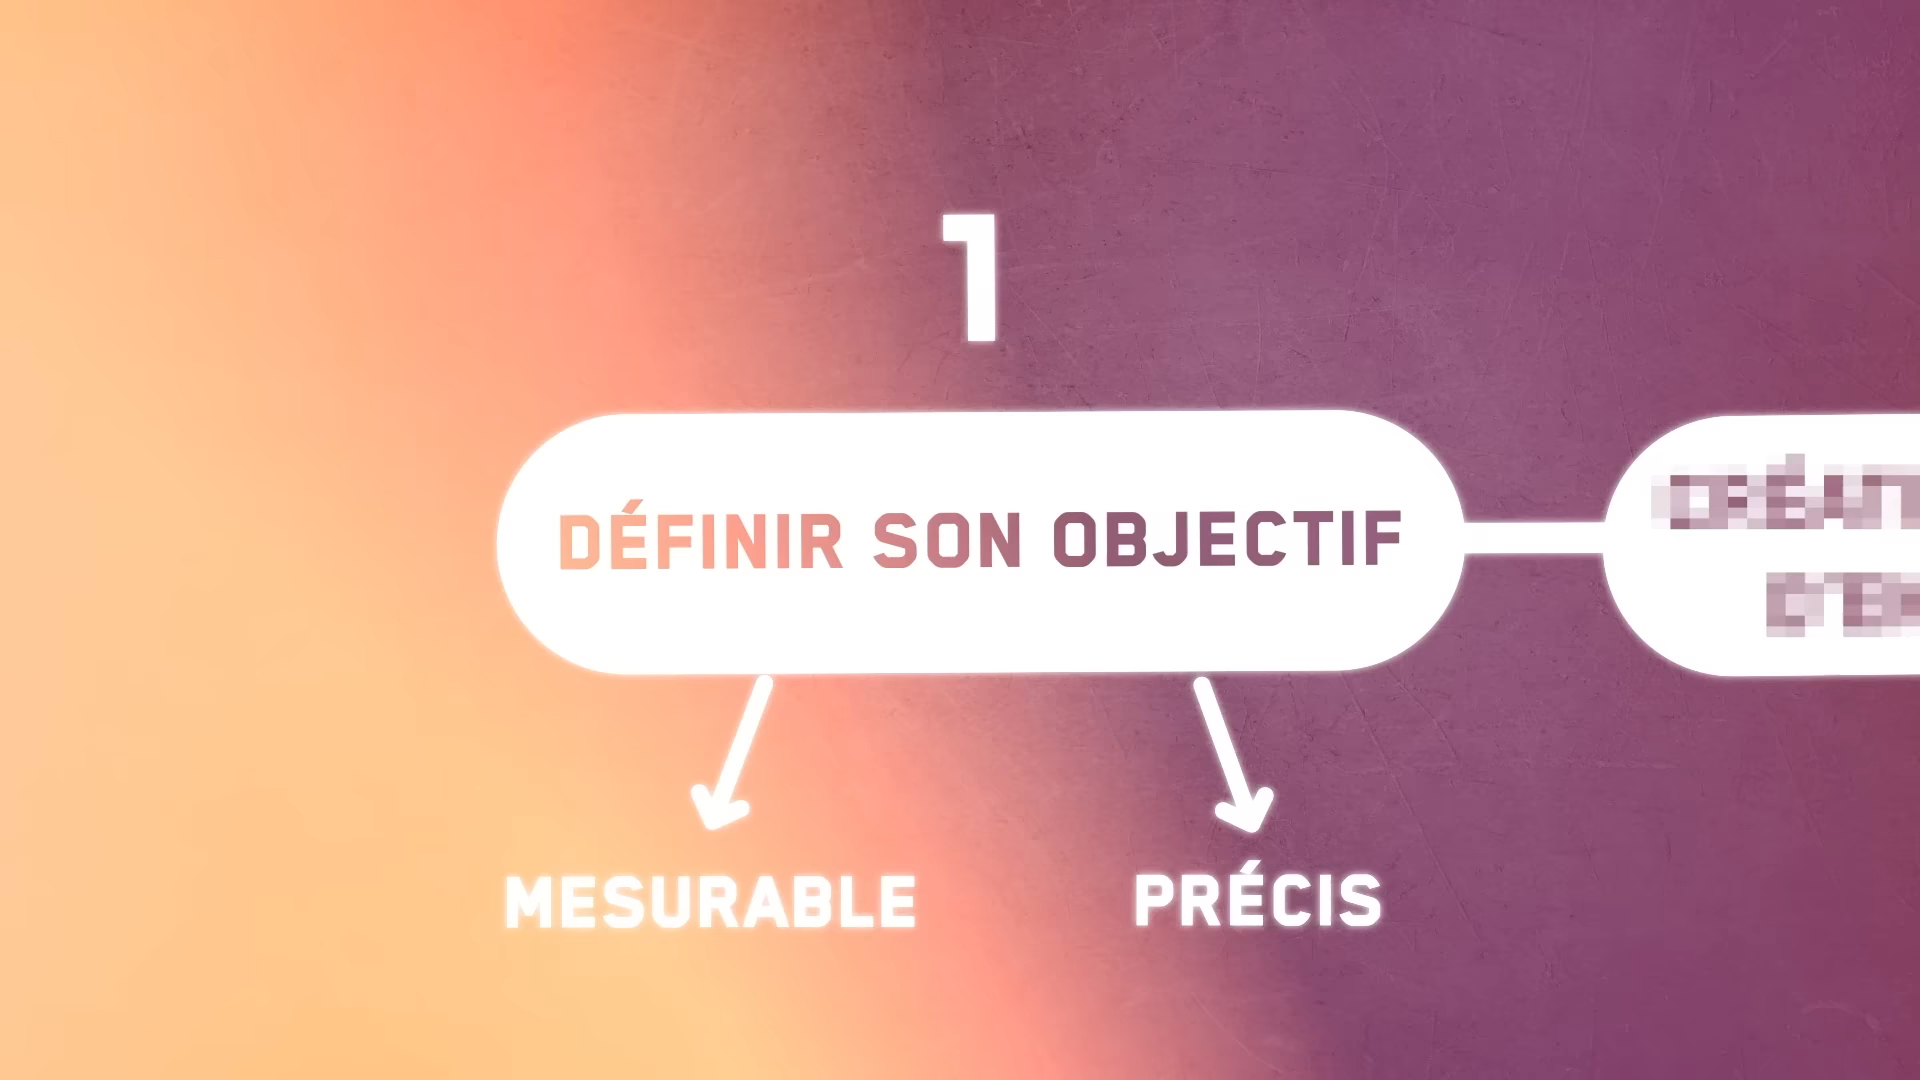 1
DÉFINIR SON OBJECTIF
MESURABLE
PRÉCIS